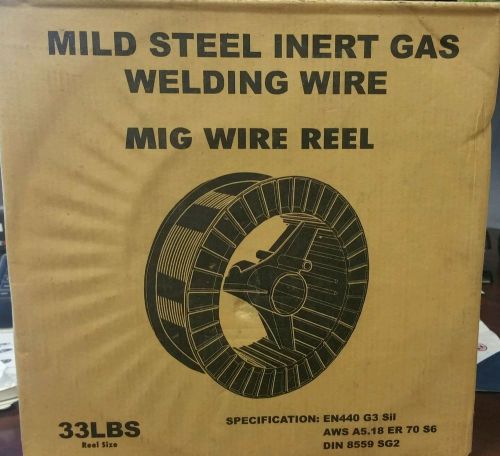 MILD STEEL INERT GAS
WELDING WIRE
MIG WIRE REEL
33LBS
Reel Size
SPECIFICATION: EN440 G3 Sil
AWS A5.18 ER 70 S6
DIN 8559 SG2